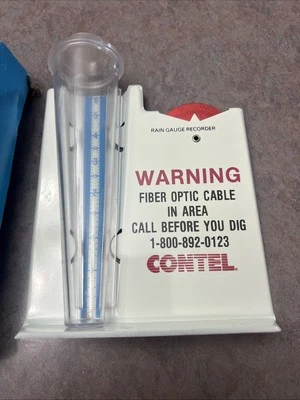 RAIN GAUGE RECORDER
WARNING
FIBER OPTIC CABLE
IN AREA
CALL BEFORE YOU DIG
1-800-892-0123
CONTEL